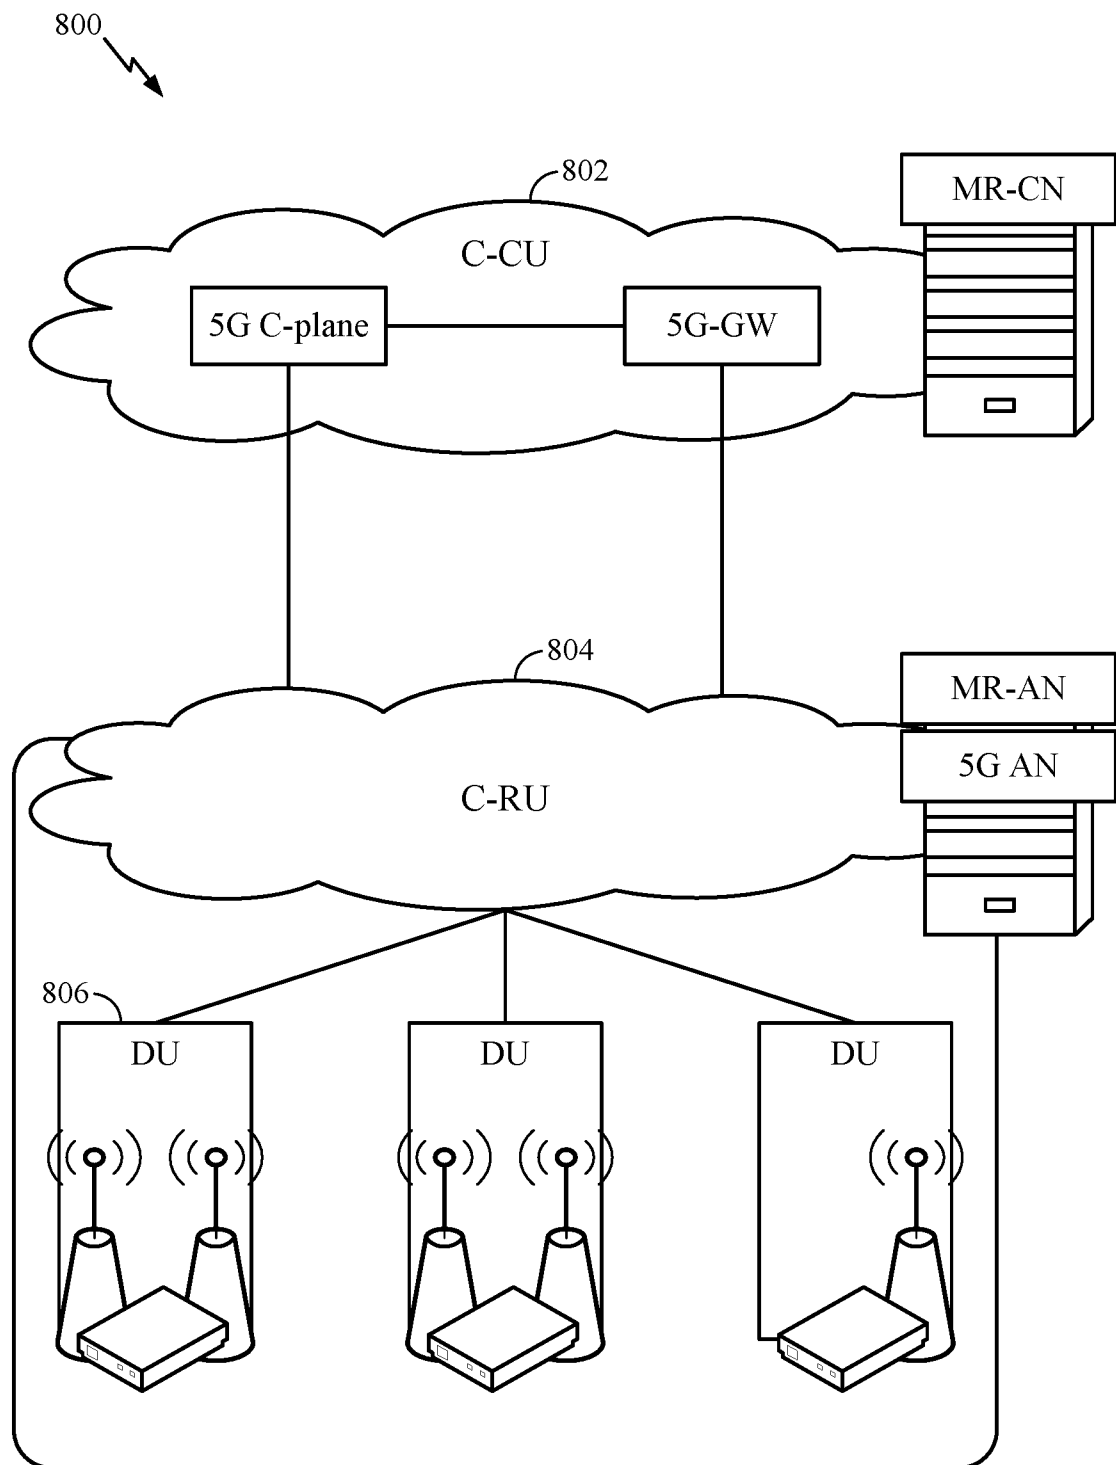 800
802
MR-CN
C-CU
5G C-plane
5G-GW
804
MR-AN
5G AN
C-RU
806
DU
DU
DU